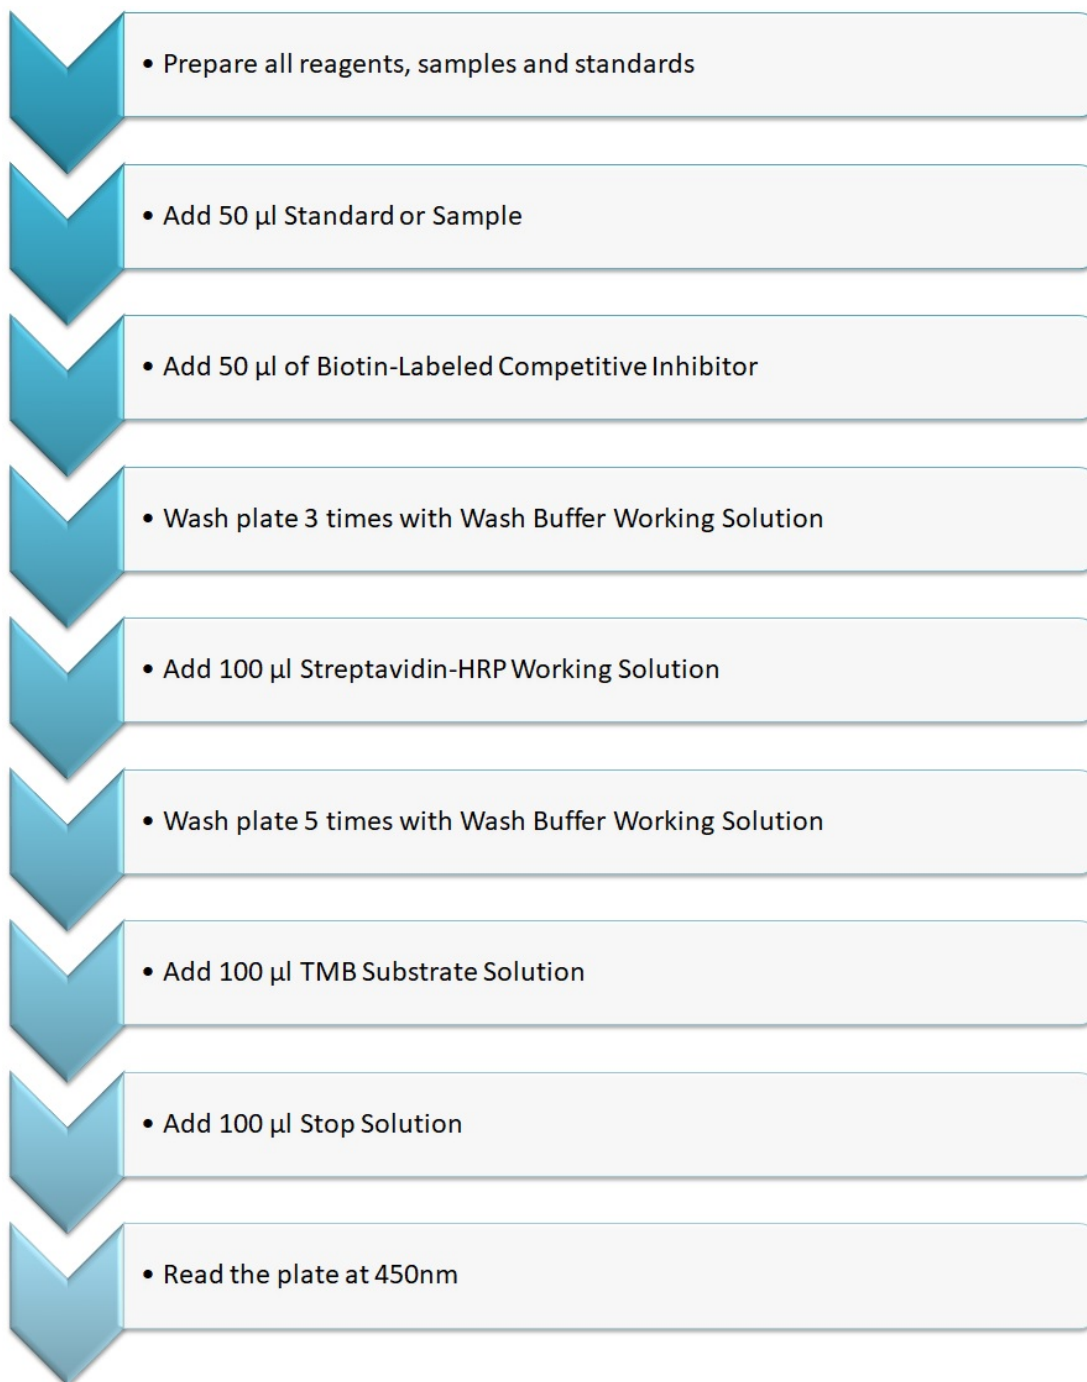 • Prepare all reagents, samples and standards
• Add 50 µl Standard or Sample
• Add 50 µl of Biotin-Labeled Competitive Inhibitor
• Wash plate 3 times with Wash Buffer Working Solution
• Add 100 µl Streptavidin-HRP Working Solution
• Wash plate 5 times with Wash Buffer Working Solution
• Add 100 µl TMB Substrate Solution
• Add 100 µl Stop Solution
• Read the plate at 450nm